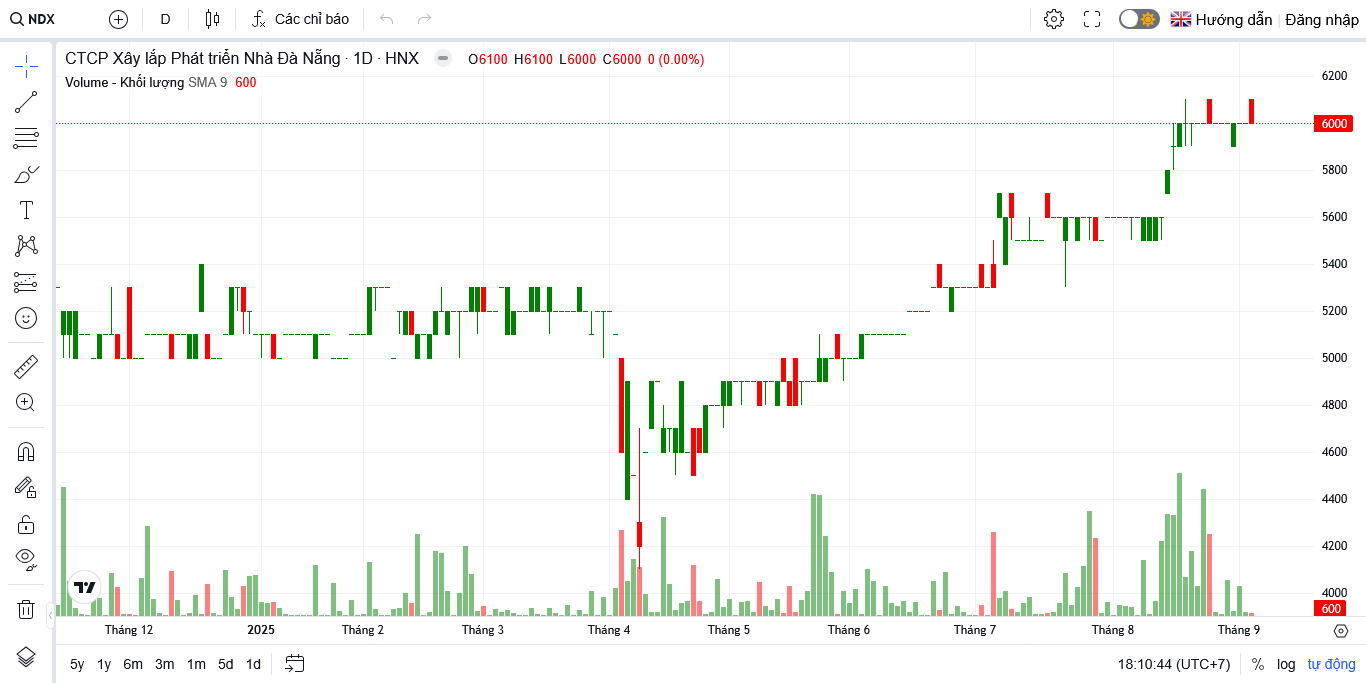 NDX D Các chỉ báo Hướng dẫn Đăng nhập
CTCP Xây lắp Phát triển Nhà Đà Nẵng · 1D · HNX O6100 H6100 L6000 C6000 0 (0.00%)
Volume - Khối lượng SMA 9 600
6200
6000
5800
5600
5400
5200
5000
4800
4600
4400
4200
4000
600
Tháng 12 2025 Tháng 2 Tháng 3 Tháng 4 Tháng 5 Tháng 6 Tháng 7 Tháng 8 Tháng 9
5y 1y 6m 3m 1m 5d 1d 18:10:44 (UTC+7) % log tự động